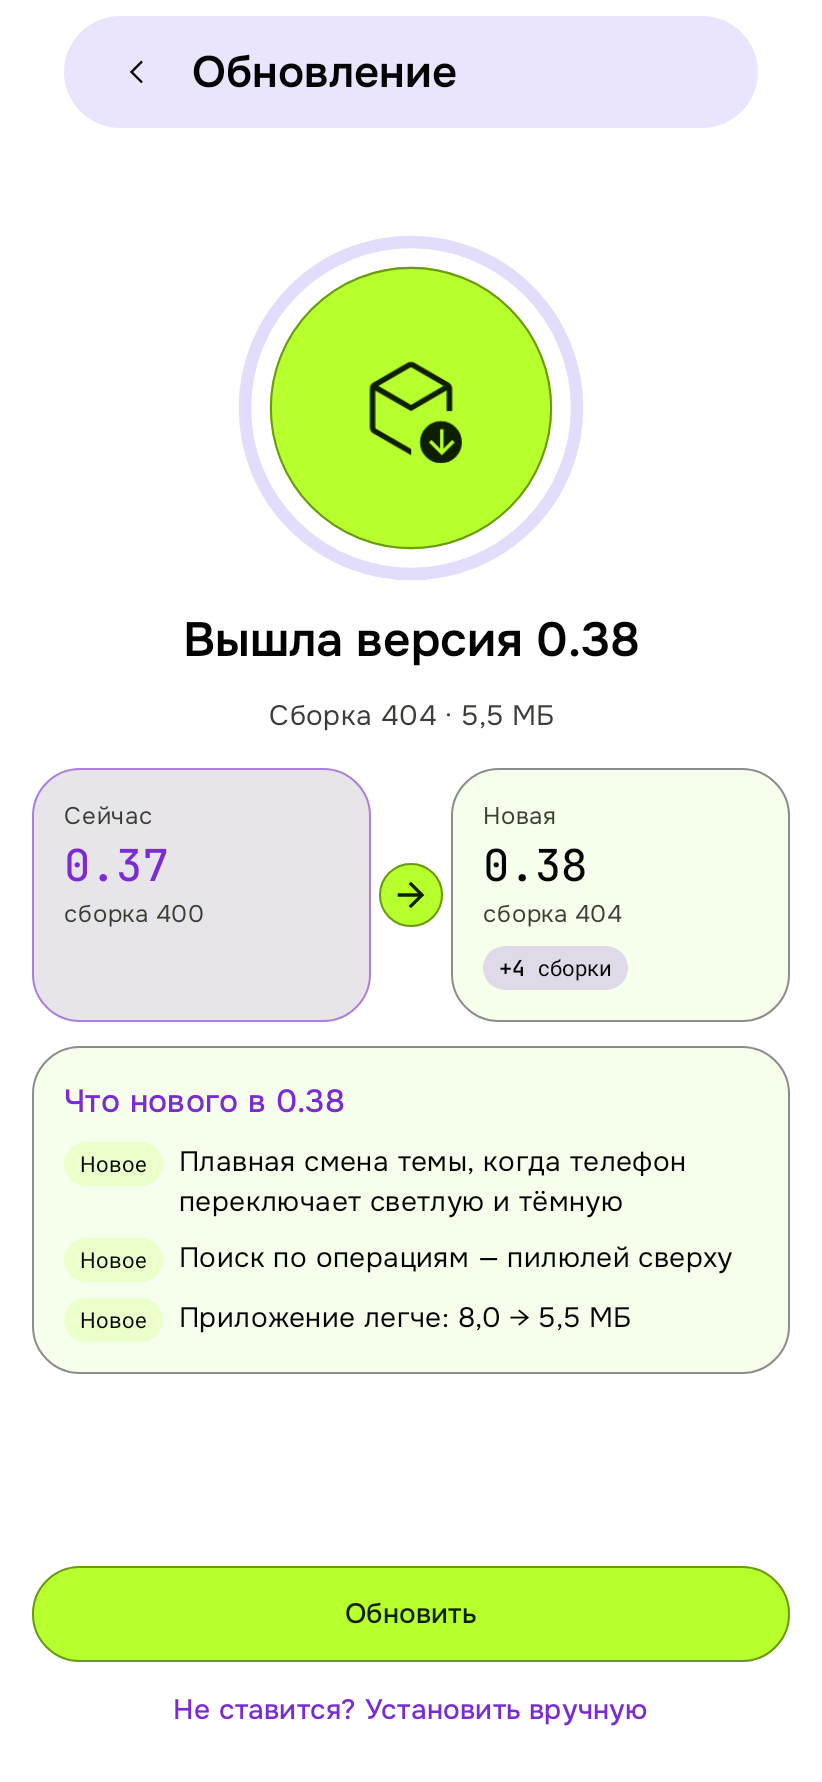 Обновление
Вышла версия 0.38
Сборка 404 · 5,5 МБ
Сейчас
0.37
сборка 400
Новая
0.38
сборка 404
+4 сборки
Что нового в 0.38
Новое Плавная смена темы, когда телефон
переключает светлую и тёмную
Новое Поиск по операциям — пилюлей сверху
Новое Приложение легче: 8,0 → 5,5 МБ
Обновить
Не ставится? Установить вручную